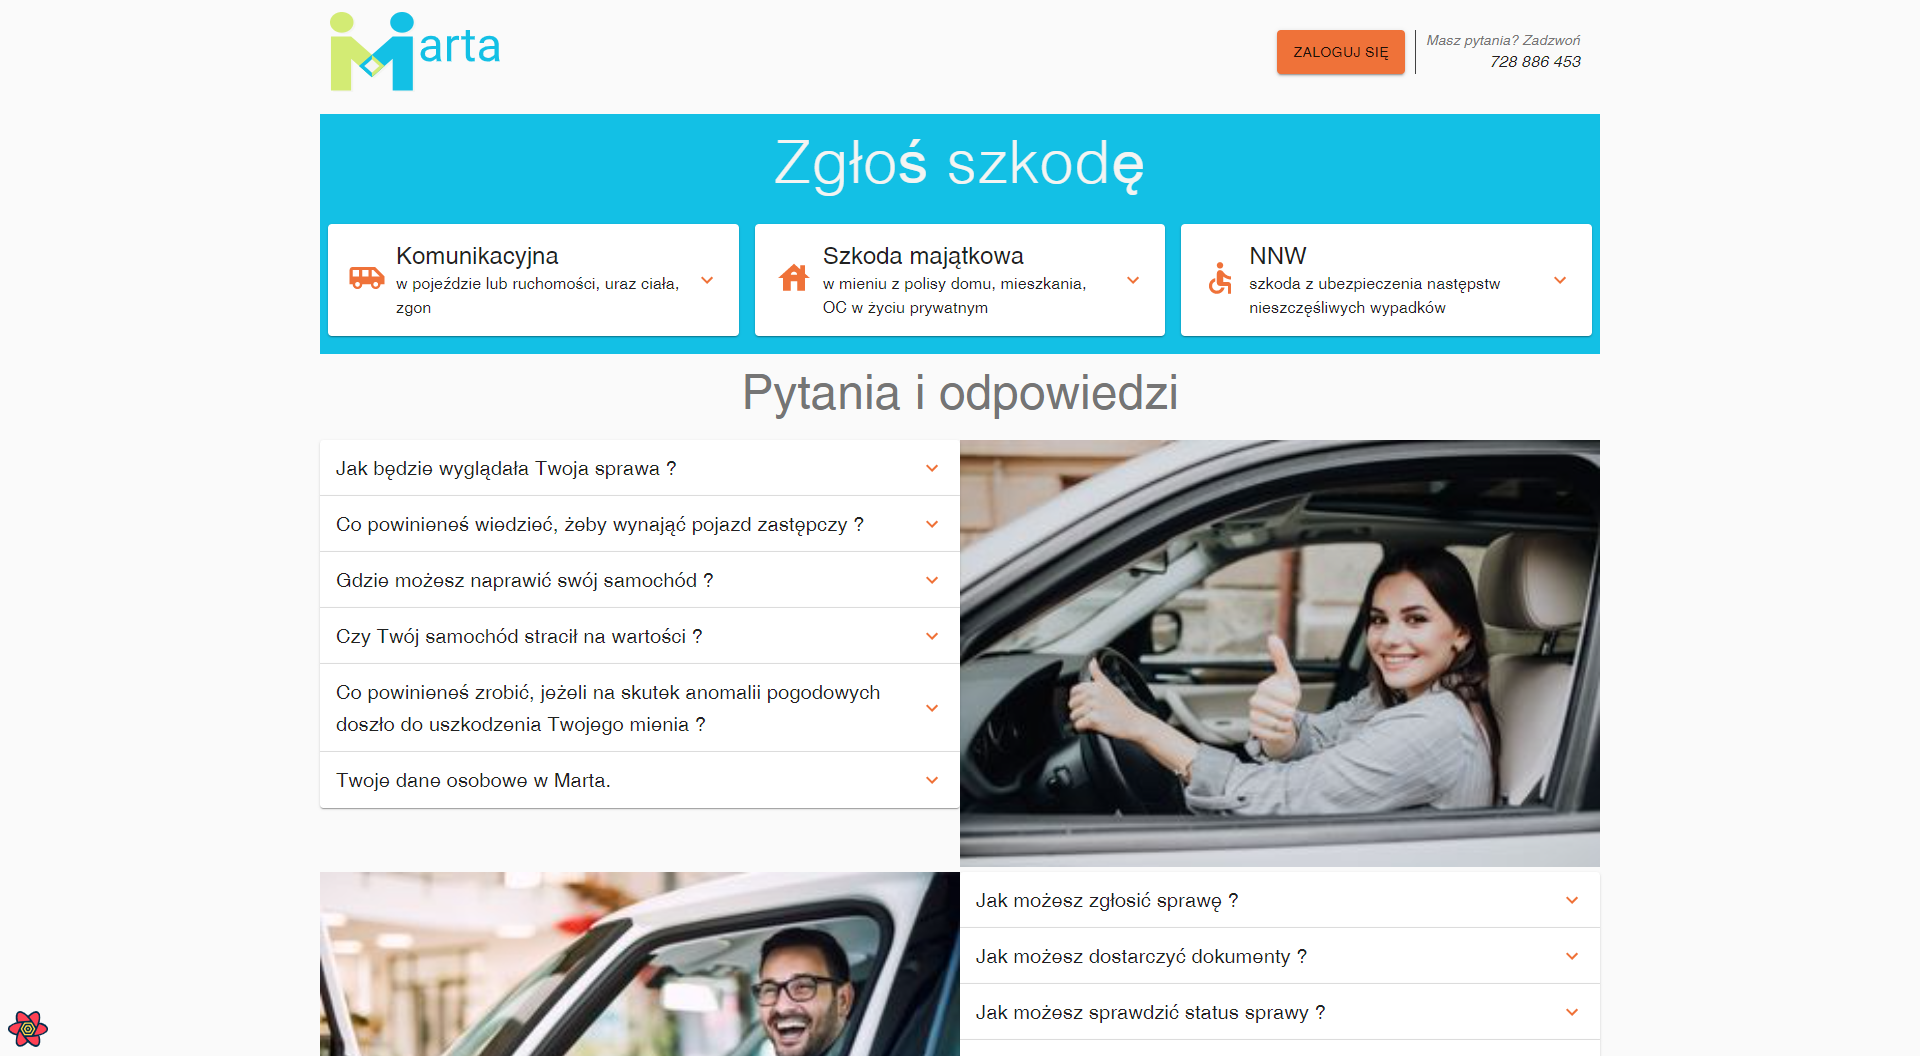 arta
ZALOGUJ SIĘ
Masz pytania? Zadzwoń
728 886 453
Zgłoś szkodę
Komunikacyjna
w pojeździe lub ruchomości, uraz ciała,
zgon
Szkoda majątkowa
w mieniu z polisy domu, mieszkania,
OC w życiu prywatnym
NNW
szkoda z ubezpieczenia następstw
nieszczęśliwych wypadków
Pytania i odpowiedzi
Jak będzie wyglądała Twoja sprawa ?
Co powinieneś wiedzieć, żeby wynająć pojazd zastępczy ?
Gdzie możesz naprawić swój samochód ?
Czy Twój samochód stracił na wartości ?
Co powinieneś zrobić, jeżeli na skutek anomalii pogodowych
doszło do uszkodzenia Twojego mienia ?
Twoje dane osobowe w Marta.
Jak możesz zgłosić sprawę ?
Jak możesz dostarczyć dokumenty ?
Jak możesz sprawdzić status sprawy ?